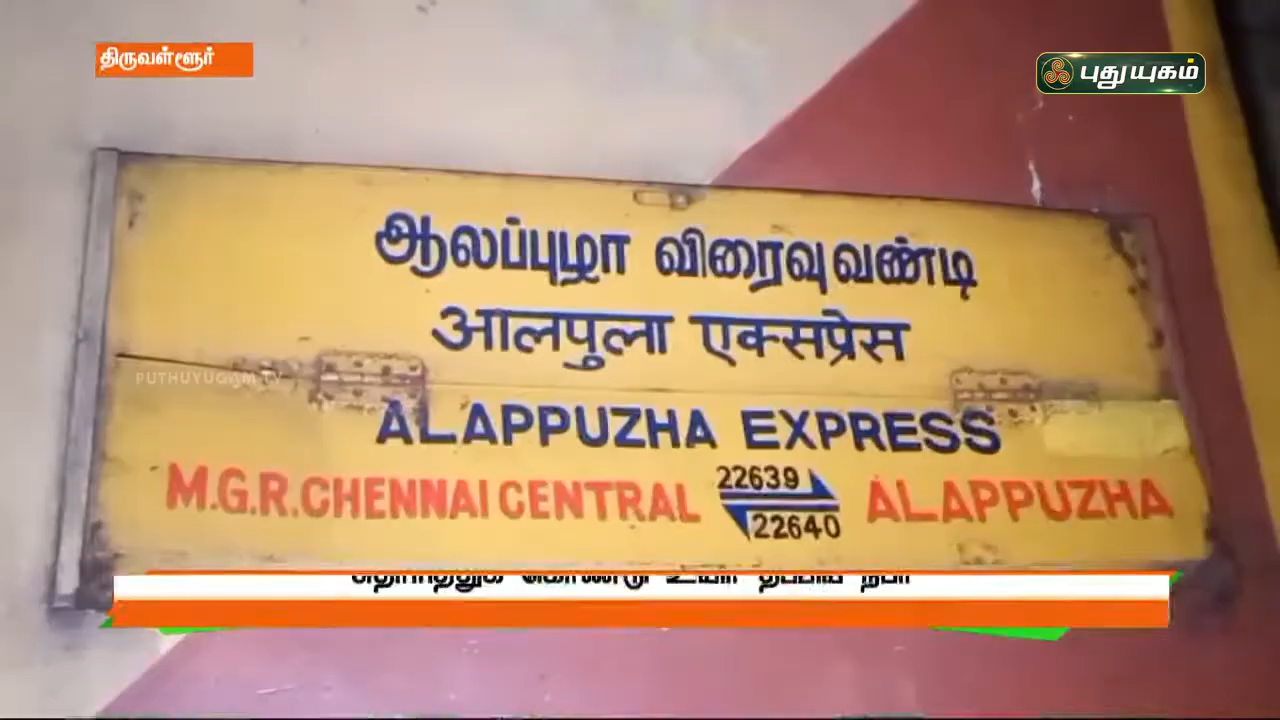 திருவள்ளூர்
புதுயுகம்
ஆலப்புழா விரைவு வண்டி
आलपुला एक्सप्रेस
PUTHUYUGAM TV
ALAPPUZHA EXPRESS
M.G.R.CHENNAI CENTRAL 22639 22640 ALAPPUZHA